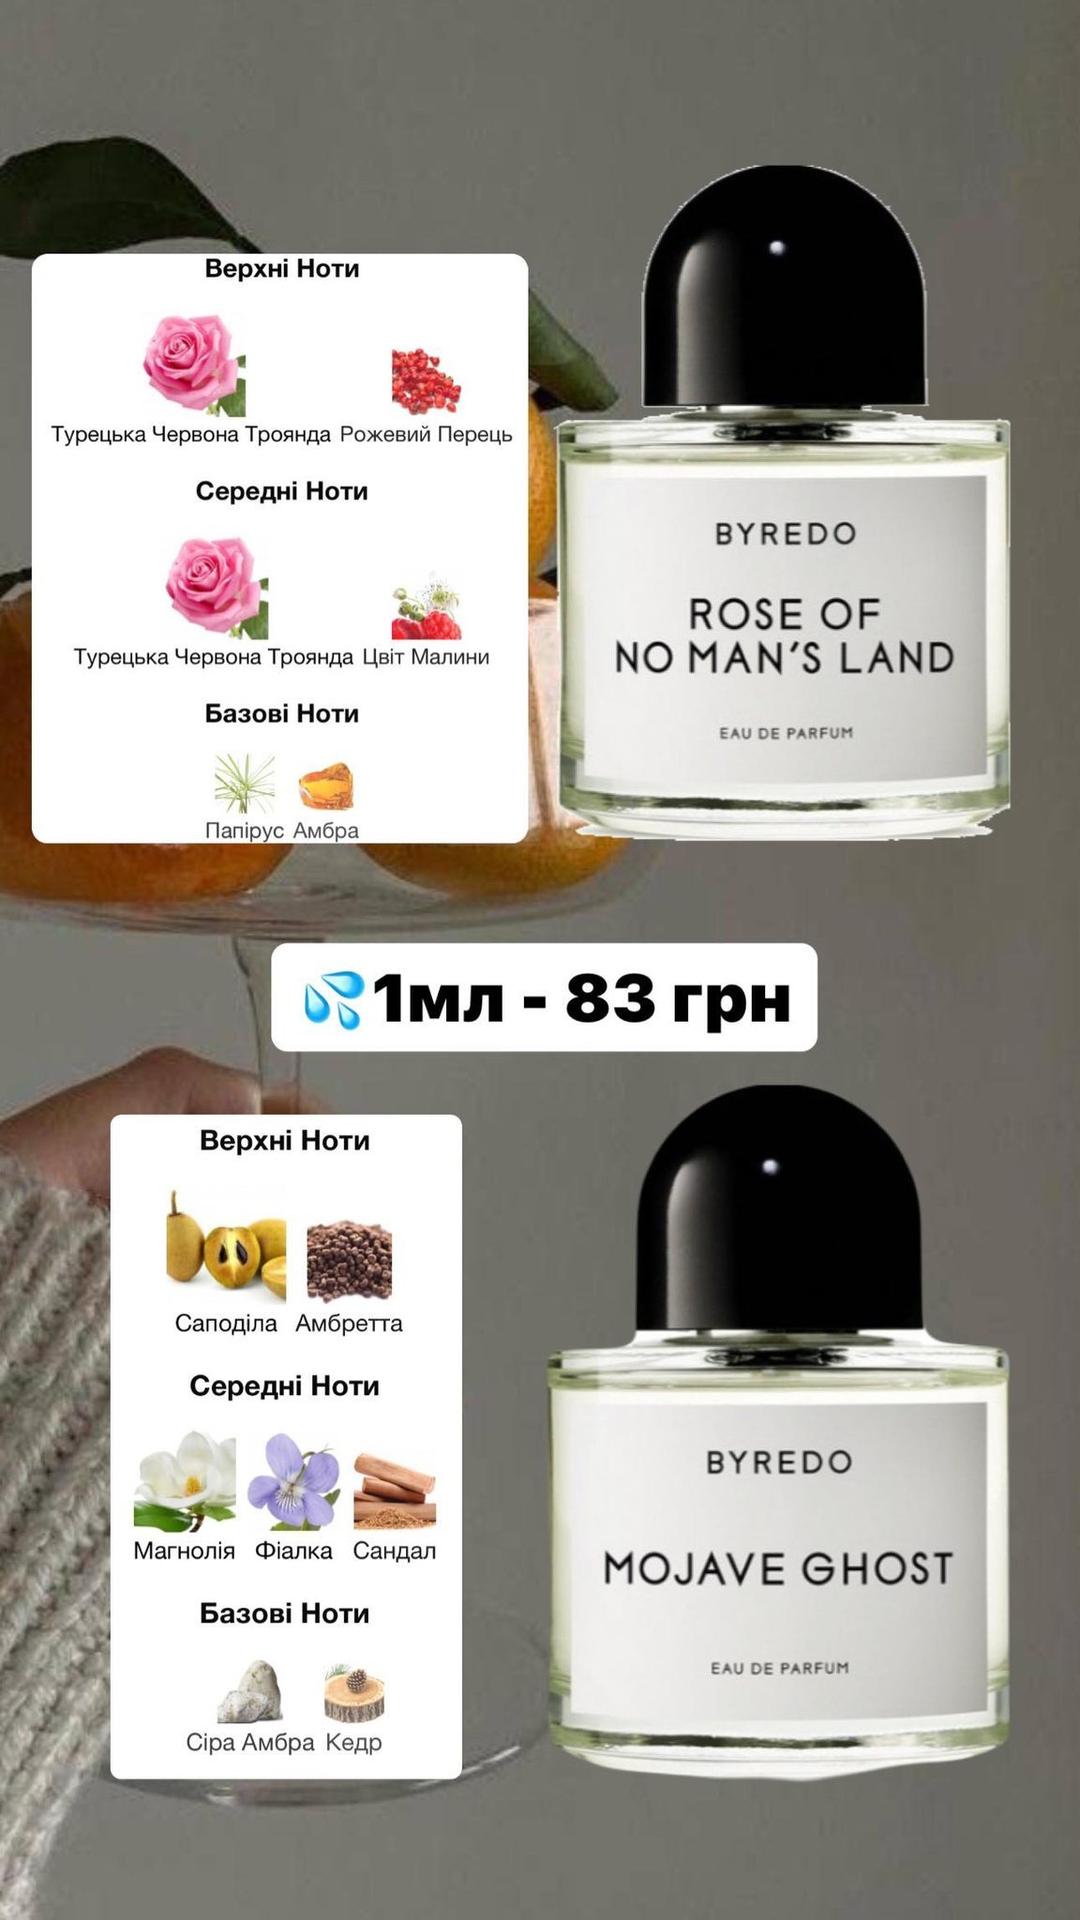 Верхні Ноти
Турецька Червона Троянда Рожевий Перець
Середні Ноти
Турецька Червона Троянда Цвіт Малини
Базові Ноти
Папірус Амбра
BYREDO
ROSE OF
NO MAN'S LAND
EAU DE PARFUM
💦1мл - 83 грн
Верхні Ноти
Саподіла Амбретта
Середні Ноти
Магнолія Фіалка Сандал
Базові Ноти
Сіра Амбра Кедр
BYREDO
MOJAVE GHOST
EAU DE PARFUM